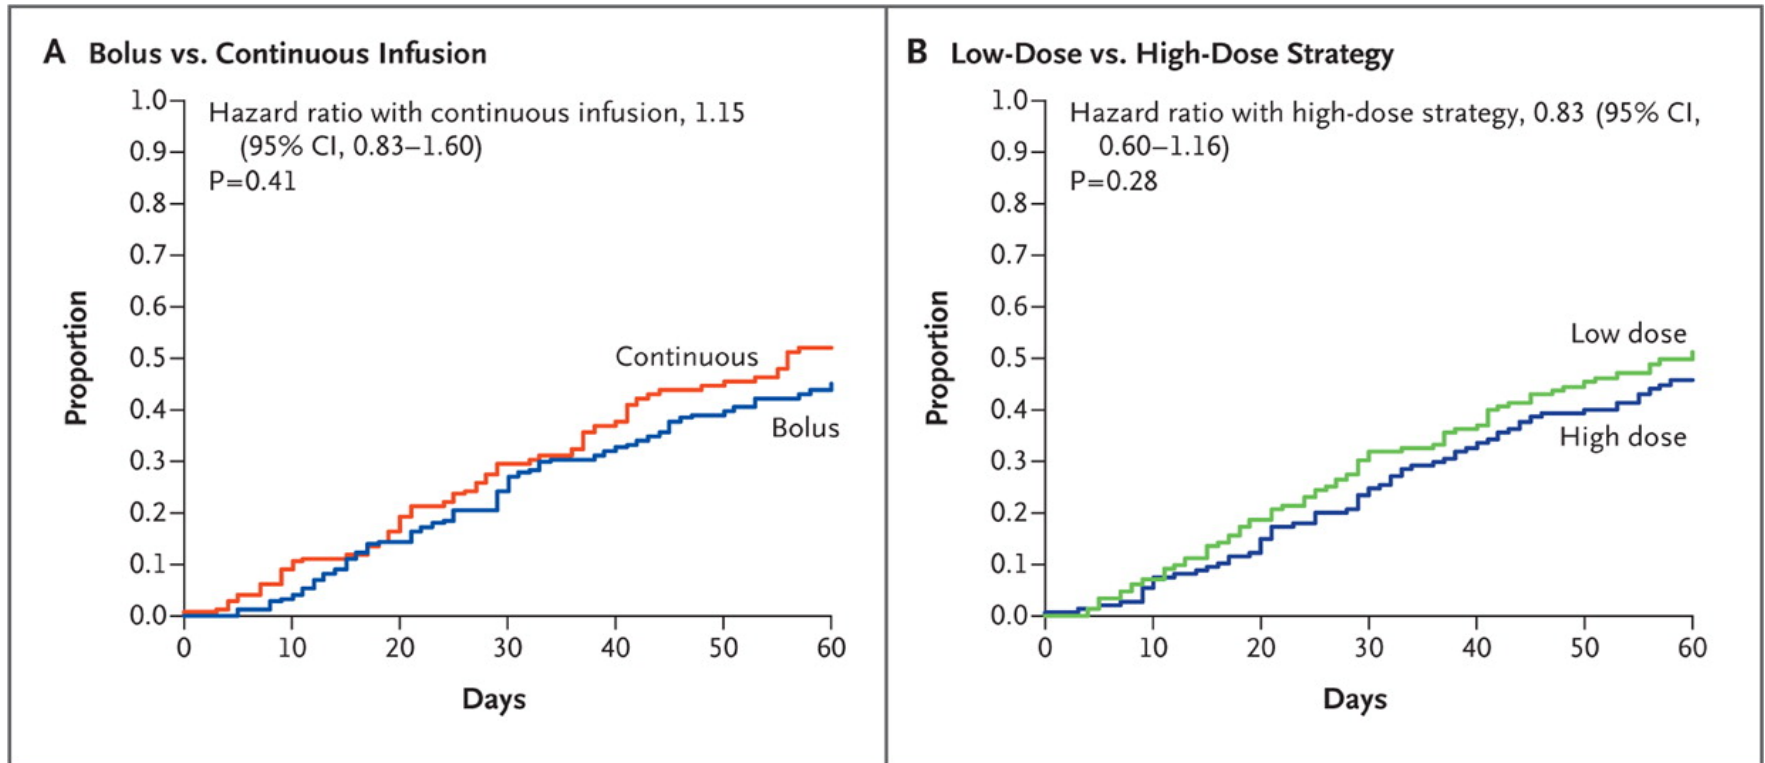 A Bolus vs. Continuous Infusion
1.0
0.9
0.8
0.7
0.6
0.5
0.4
0.3
0.2
0.1
0.0
Proportion
Hazard ratio with continuous infusion, 1.15
(95% CI, 0.83–1.60)
P=0.41
Continuous
Bolus
0 10 20 30 40 50 60
Days
B Low-Dose vs. High-Dose Strategy
1.0
0.9
0.8
0.7
0.6
0.5
0.4
0.3
0.2
0.1
0.0
Proportion
Hazard ratio with high-dose strategy, 0.83 (95% CI,
0.60–1.16)
P=0.28
Low dose
High dose
0 10 20 30 40 50 60
Days